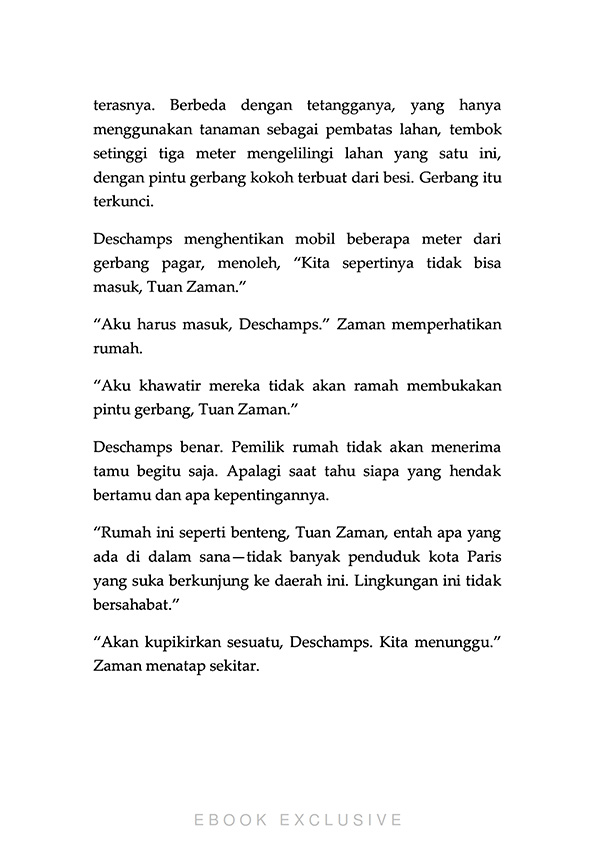 terasnya. Berbeda dengan tetangganya, yang hanya
menggunakan tanaman sebagai pembatas lahan, tembok
setinggi tiga meter mengelilingi lahan yang satu ini,
dengan pintu gerbang kokoh terbuat dari besi. Gerbang itu
terkunci.
Deschamps menghentikan mobil beberapa meter dari
gerbang pagar, menoleh, “Kita sepertinya tidak bisa
masuk, Tuan Zaman.”
“Aku harus masuk, Deschamps.” Zaman memperhatikan
rumah.
“Aku khawatir mereka tidak akan ramah membukakan
pintu gerbang, Tuan Zaman.”
Deschamps benar. Pemilik rumah tidak akan menerima
tamu begitu saja. Apalagi saat tahu siapa yang hendak
bertamu dan apa kepentingannya.
“Rumah ini seperti benteng, Tuan Zaman, entah apa yang
ada di dalam sana—tidak banyak penduduk kota Paris
yang suka berkunjung ke daerah ini. Lingkungan ini tidak
bersahabat.”
“Akan kupikirkan sesuatu, Deschamps. Kita menunggu.”
Zaman menatap sekitar.
EBOOK EXCLUSIVE